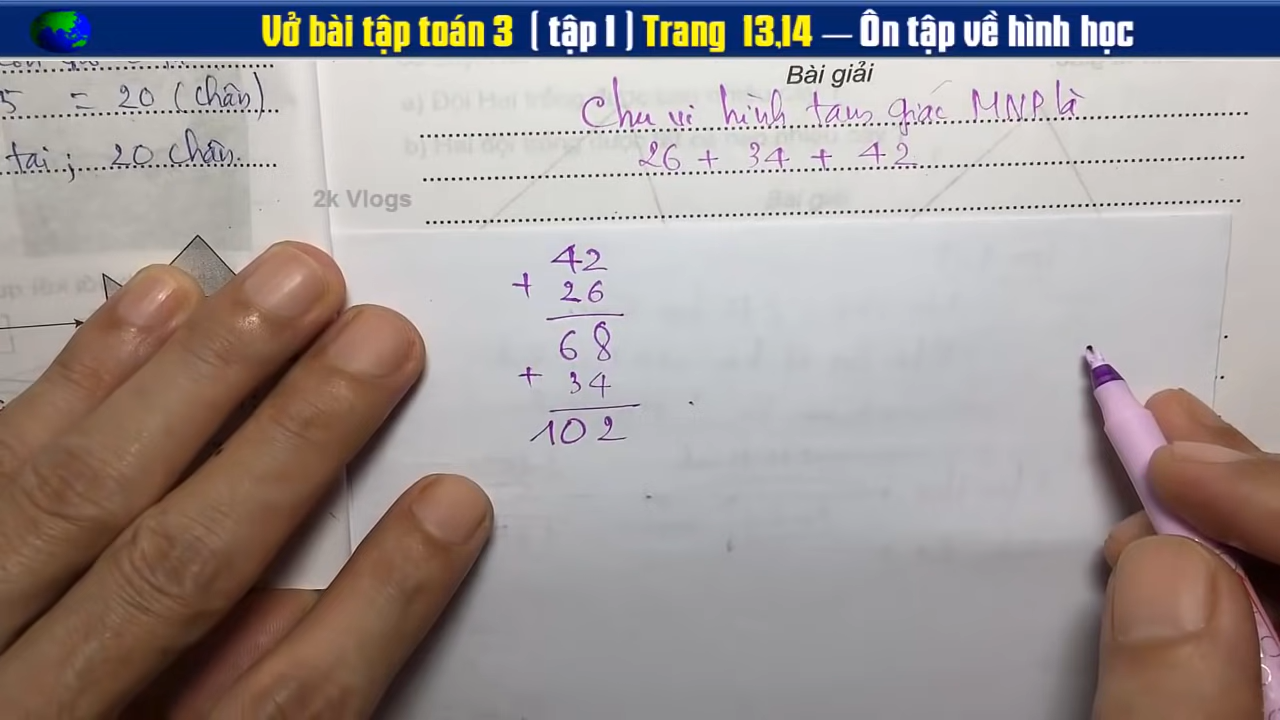 Vở bài tập toán 3 ( tập 1 ) Trang 13,14 – Ôn tập về hình học
5 = 20 (chân)
tai; 20 chân.
Bài giải
Chu vi hình tam giác MNP là
26 + 34 + 42
2k Vlogs
42
+ 26
68
+ 34
102